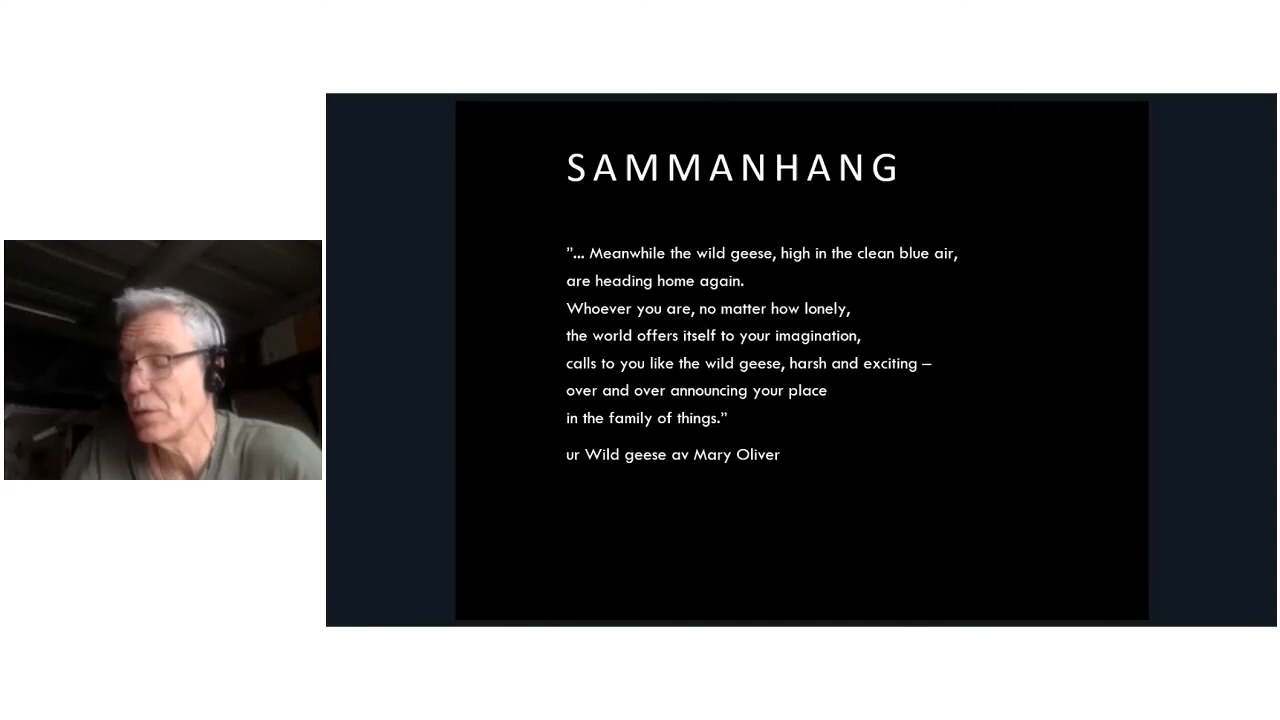 SAMMANHANG
”... Meanwhile the wild geese, high in the clean blue air,
are heading home again.
Whoever you are, no matter how lonely,
the world offers itself to your imagination,
calls to you like the wild geese, harsh and exciting –
over and over announcing your place
in the family of things.”
ur Wild geese av Mary Oliver